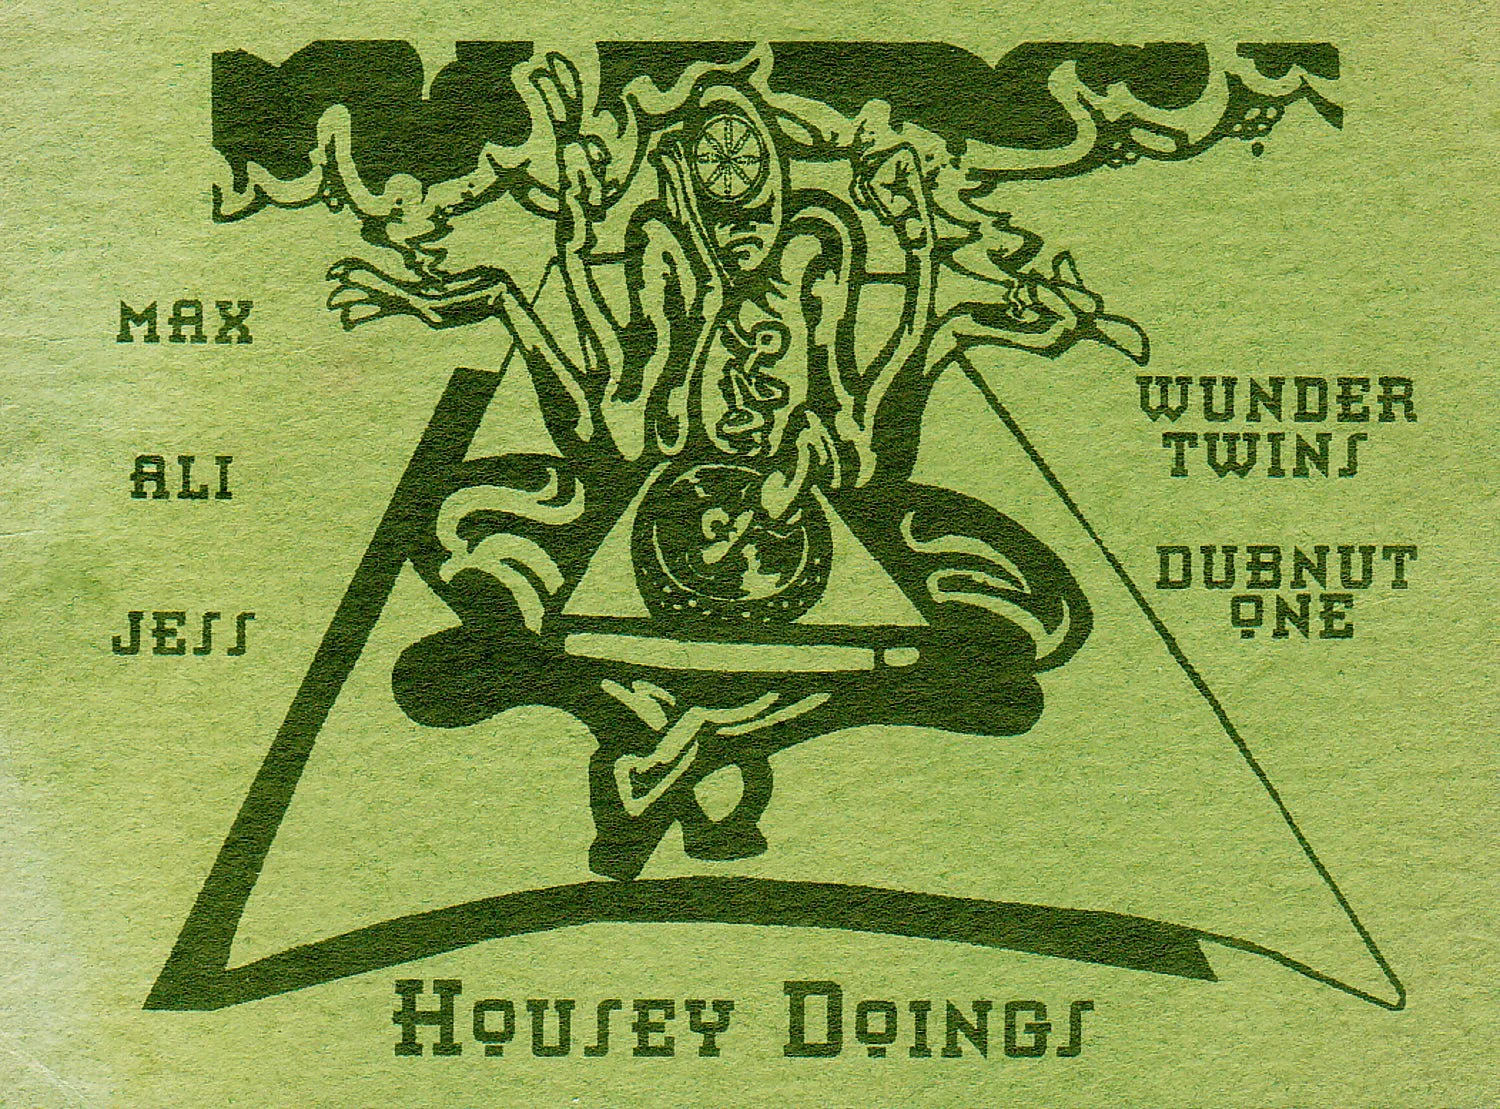 MAX
ALI
JESS
WUNDER
TWINS
DUBNUT
ONE
HOUSEY DOINGS